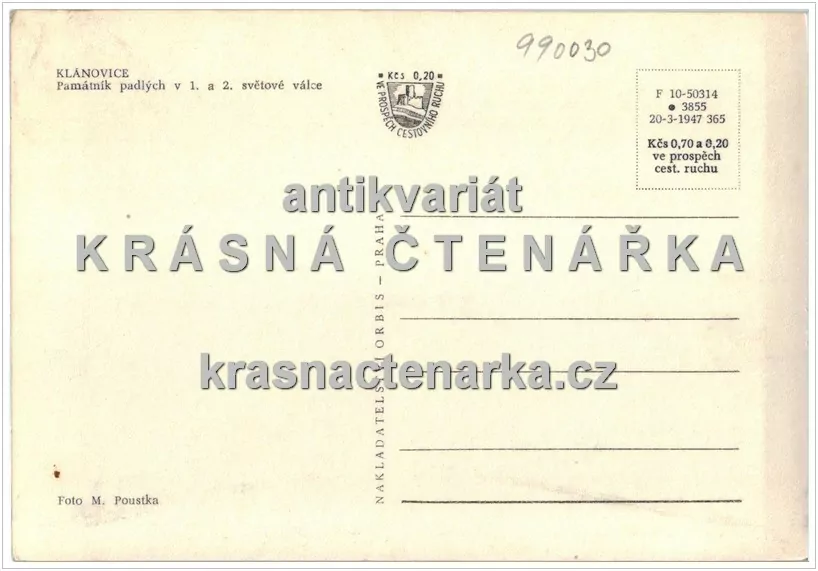 990030
KLÁNOVICE
Památník padlých v 1. a 2. světové válce
Kčs 0,20
VE PROSPĚCH CESTOVNÍHO RUCHU
F 10-50314
● 3855
20-3-1947 365
Kčs 0,70 a 0,20
ve prospěch
cest. ruchu
antikvariát
KRÁSNÁ ČTENÁŘKA
krasnactenarka.cz
NAKLADATELSTVÍ ORBIS – PRAHA
Foto M. Poustka